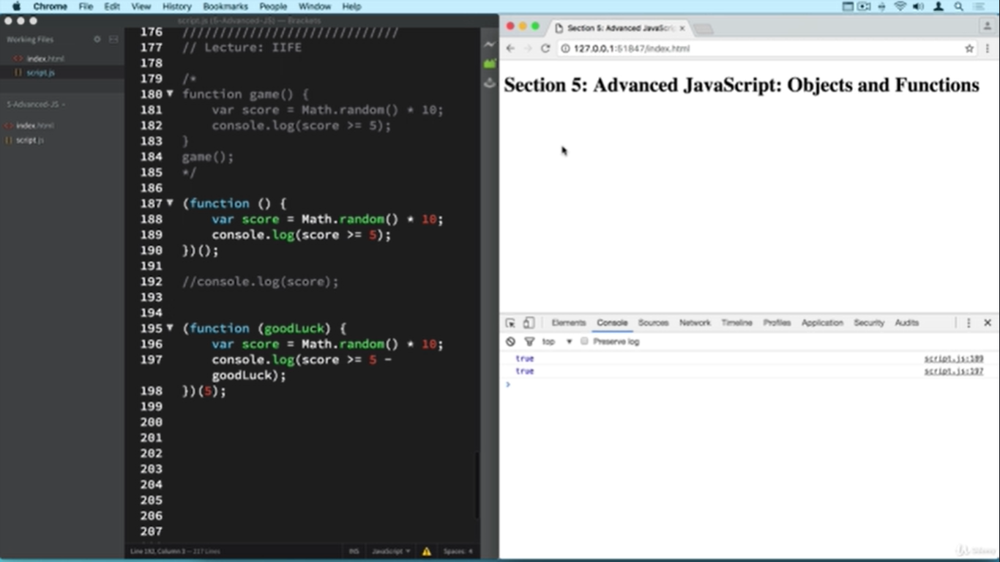 Chrome File Edit View History Bookmarks People Window Help
script.js (5-Advanced-JS) — Brackets
Working Files
index.html
script.js
5-Advanced-JS
index.html
script.js
176 /////////////////////////////
177 // Lecture: IIFE
178
179 /*
180 function game() {
181 var score = Math.random() * 10;
182 console.log(score >= 5);
183 }
184 game();
185 */
186
187 (function () {
188 var score = Math.random() * 10;
189 console.log(score >= 5);
190 })();
191
192 //console.log(score);
193
194
195 (function (goodLuck) {
196 var score = Math.random() * 10;
197 console.log(score >= 5 -
goodLuck);
198 })(5);
199
200
201
202
203
204
205
206
207
Line 192, Column 3 — 217 Lines INS JavaScript Spaces: 4
Section 5: Advanced JavaScri
127.0.0.1:51847/index.html
Section 5: Advanced JavaScript: Objects and Functions
Elements Console Sources Network Timeline Profiles Application Security Audits
top Preserve log
true script.js:189
true script.js:197
Udemy